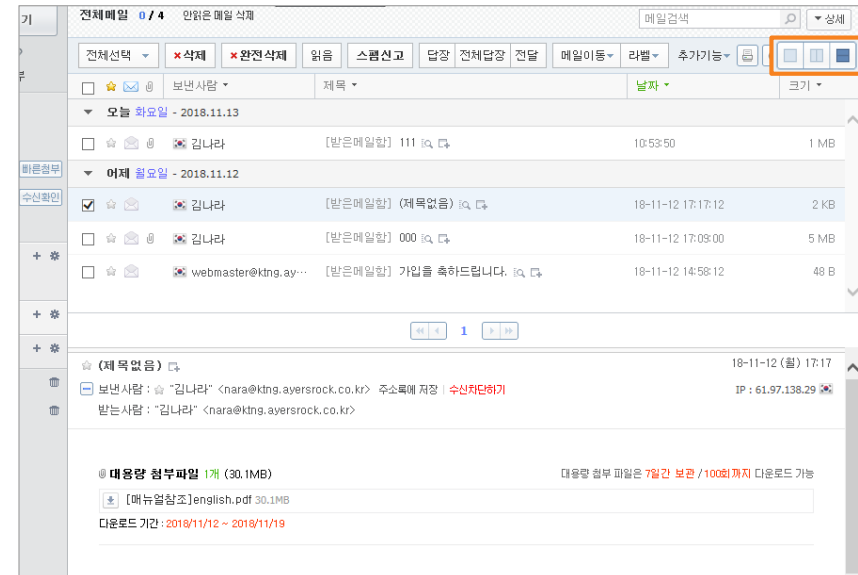 기
전체메일 0 / 4 안읽은 메일 삭제 메일검색 상세
전체선택 ×삭제 ×완전삭제 읽음 스팸신고 답장 전체답장 전달 메일이동 라벨 추가기능
보낸사람 제목 날짜 크기
오늘 화요일 - 2018.11.13
김나라 [받은메일함] 111 10:53:50 1 MB
빠른첨부
어제 월요일 - 2018.11.12
수신확인
김나라 [받은메일함] (제목없음) 18-11-12 17:17:12 2 KB
김나라 [받은메일함] 000 18-11-12 17:09:00 5 MB
webmaster@ktng.ay… [받은메일함] 가입을 축하드립니다. 18-11-12 14:58:12 48 B
1
(제목없음) 18-11-12 (월) 17:17
보낸사람 : "김나라" <nara@ktng.ayersrock.co.kr> 주소록에 저장 | 수신차단하기 IP : 61.97.138.29
받는사람 : "김나라" <nara@ktng.ayersrock.co.kr>
대용량 첨부파일 1개 (30.1MB) 대용량 첨부 파일은 7일간 보관 / 100회까지 다운로드 가능
[매뉴얼참조]english.pdf 30.1MB
다운로드 기간 : 2018/11/12 ~ 2018/11/19